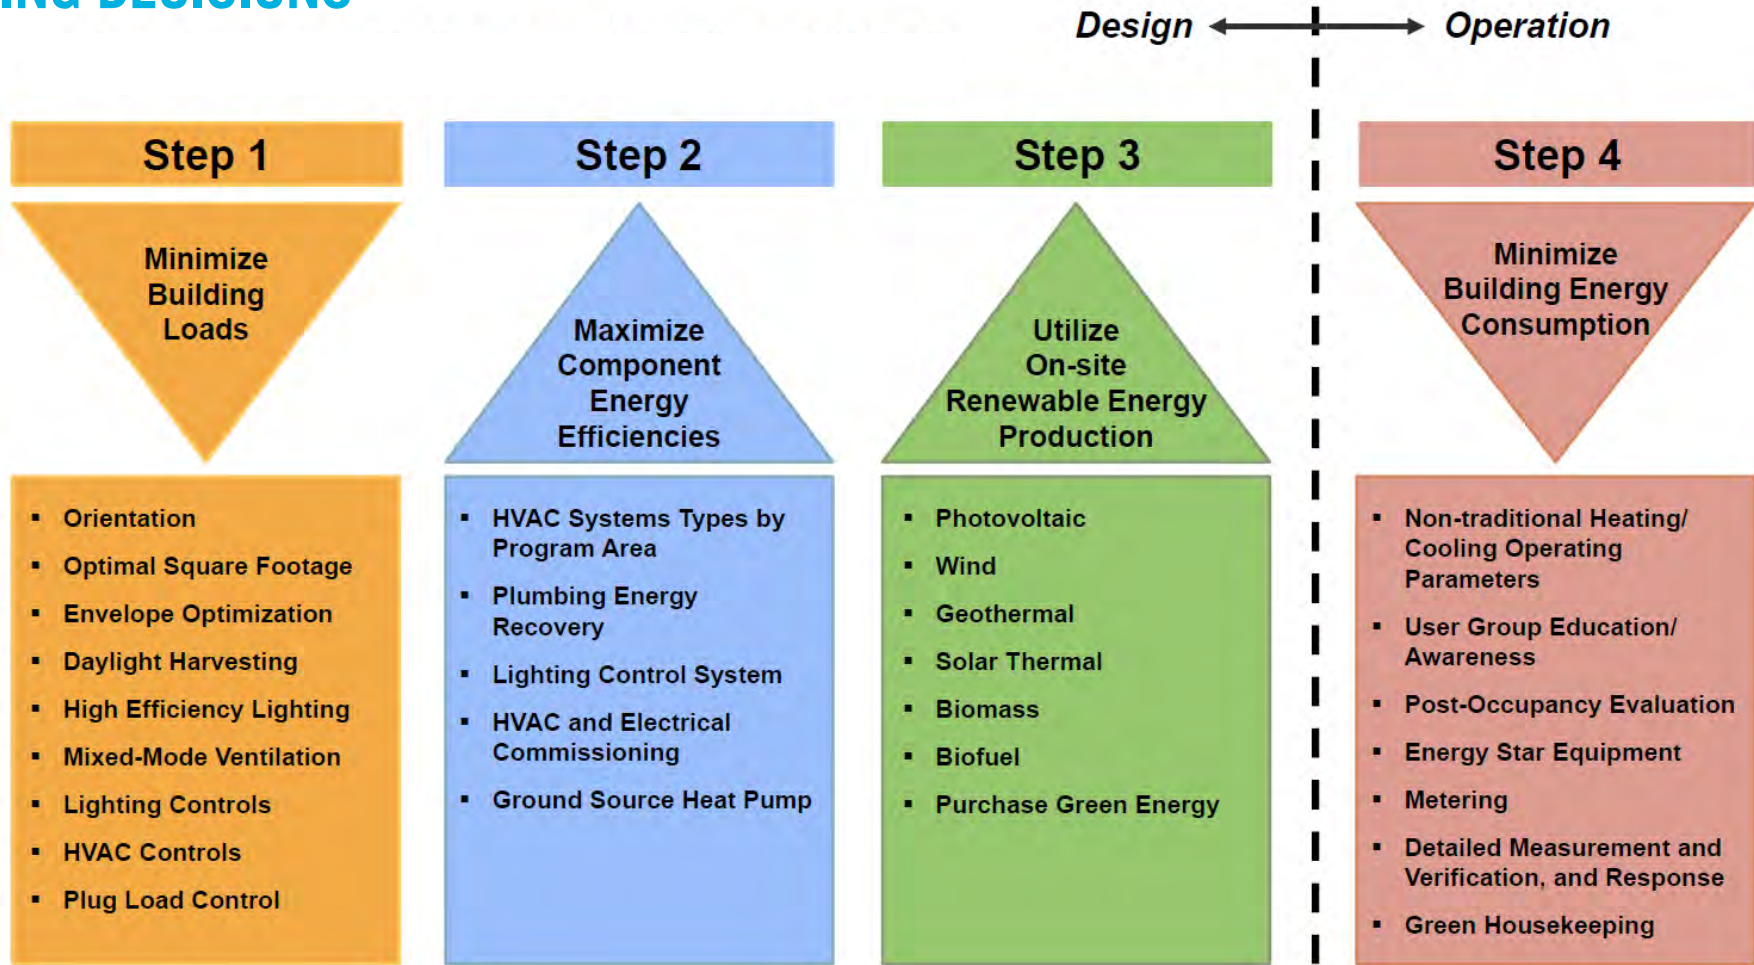 DECISIONS
Design
Operation
Step 1
Minimize
Building
Loads
▪ Orientation
▪ Optimal Square Footage
▪ Envelope Optimization
▪ Daylight Harvesting
▪ High Efficiency Lighting
▪ Mixed-Mode Ventilation
▪ Lighting Controls
▪ HVAC Controls
▪ Plug Load Control
Step 2
Maximize
Component
Energy
Efficiencies
▪ HVAC Systems Types by
Program Area
▪ Plumbing Energy
Recovery
▪ Lighting Control System
▪ HVAC and Electrical
Commissioning
▪ Ground Source Heat Pump
Step 3
Utilize
On-site
Renewable Energy
Production
▪ Photovoltaic
▪ Wind
▪ Geothermal
▪ Solar Thermal
▪ Biomass
▪ Biofuel
▪ Purchase Green Energy
Step 4
Minimize
Building Energy
Consumption
▪ Non-traditional Heating/
Cooling Operating
Parameters
▪ User Group Education/
Awareness
▪ Post-Occupancy Evaluation
▪ Energy Star Equipment
▪ Metering
▪ Detailed Measurement and
Verification, and Response
▪ Green Housekeeping